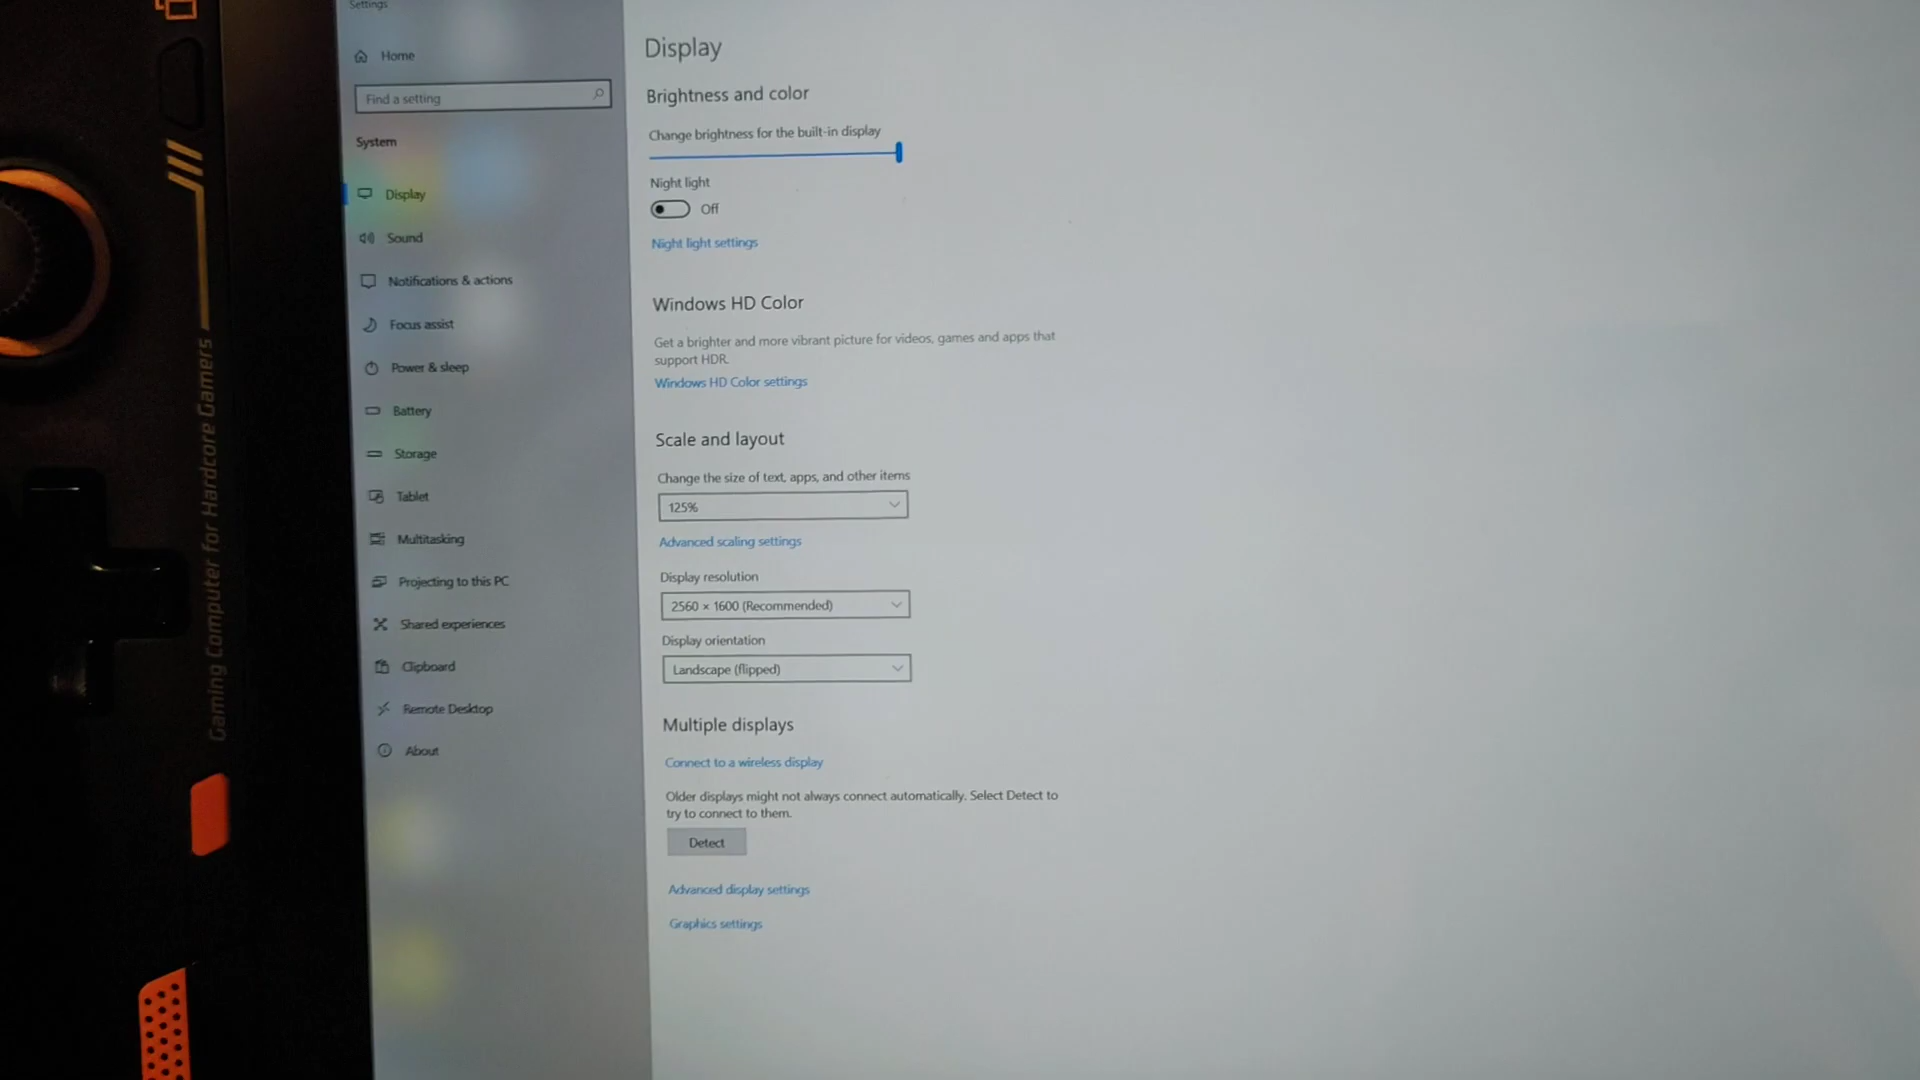 Settings
Home
Find a setting
System
Display
Sound
Notifications & actions
Focus assist
Power & sleep
Battery
Storage
Tablet
Multitasking
Projecting to this PC
Shared experiences
Clipboard
Remote Desktop
About
Display
Brightness and color
Change brightness for the built-in display
Night light
Off
Night light settings
Windows HD Color
Get a brighter and more vibrant picture for videos, games and apps that
support HDR.
Windows HD Color settings
Scale and layout
Change the size of text, apps, and other items
125%
Advanced scaling settings
Display resolution
2560 × 1600 (Recommended)
Display orientation
Landscape (flipped)
Multiple displays
Connect to a wireless display
Older displays might not always connect automatically. Select Detect to
try to connect to them.
Detect
Advanced display settings
Graphics settings
Gaming Computer for Hardcore Gamers